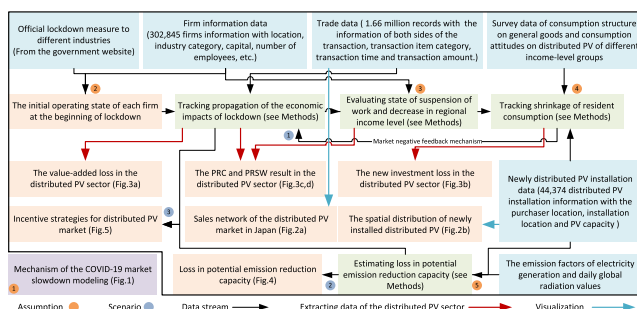 Official lockdown measure to
different industries
(From the government website)
Firm information data
(302,845 firms information with location,
industry category, capital, number of
employees, etc.)
Trade data ( 1.66 million records with the
information of both sides of the
transaction, transaction item category,
transaction time and transaction amount.)
Survey data of consumption structure
on general goods and consumption
attitudes on distributed PV of different
income-level groups
2
3
4
The initial operating state of each firm
at the beginning of lockdown
Tracking propagation of the economic
impacts of lockdown (see Methods)
Evaluating state of suspension of
work and decrease in regional
income level (see Methods)
Tracking shrinkage of resident
consumption (see Methods)
1
Market negative feedback mechanism
The value-added loss in the
distributed PV sector (Fig.3a)
The PRC and PRSW result in the
distributed PV sector (Fig.3c,d)
The new investment loss in the
distributed PV sector (Fig.3b)
Newly distributed PV installation
data (44,374 distributed PV
installation information with the
purchaser location, installation
location and PV capacity )
Incentive strategies for distributed PV
market (Fig.5)
3
Sales network of the distributed PV
market in Japan (Fig.2a)
The spatial distribution of newly
installed distributed PV (Fig.2b)
Mechanism of the COVID-19 market
slowdown modeling (Fig.1)
1
Loss in potential emission reduction
capacity (Fig.4)
2
Estimating loss in potential
emission reduction capacity (see
Methods)
5
The emission factors of electricity
generation and daily global
radiation values
Assumption
Scenario
Data stream
Extracting data of the distributed PV sector
Visualization